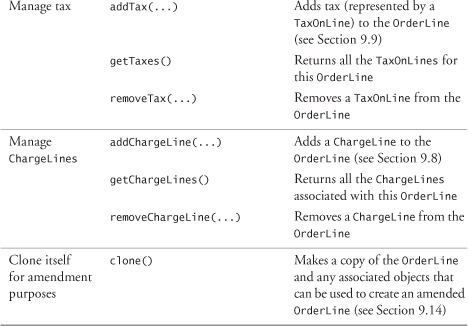 Manage tax addTax(...) Adds tax (represented by a
TaxOnLine) to the OrderLine
(see Section 9.9)
getTaxes() Returns all the TaxOnLines for
this OrderLine
removeTax(...) Removes a TaxOnLine from the
OrderLine
Manage addChargeLine(...) Adds a ChargeLine to the
ChargeLines OrderLine (see Section 9.8)
getChargeLines() Returns all the ChargeLines
associated with this OrderLine
removeChargeLine(...) Removes a ChargeLine from the
OrderLine
Clone itself clone() Makes a copy of the OrderLine
for amendment and any associated objects that
purposes can be used to create an amended
OrderLine (see Section 9.14)